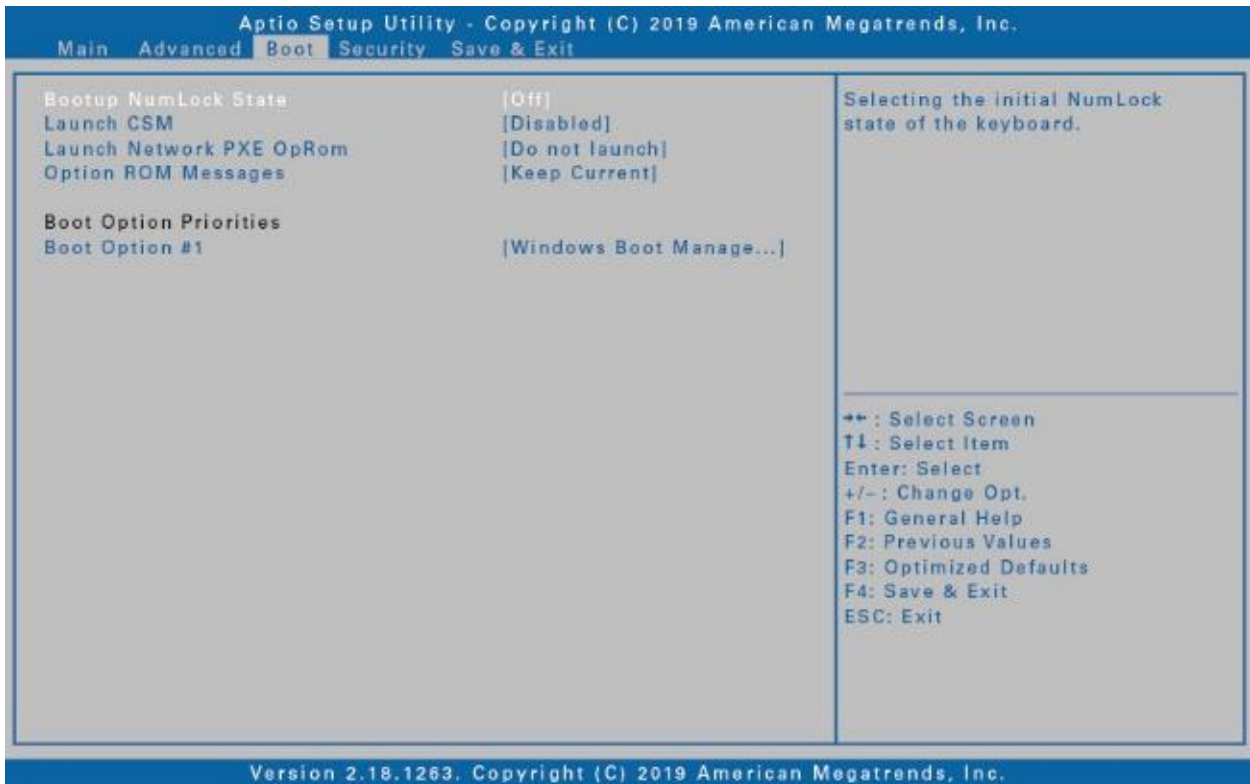 Aptio Setup Utility - Copyright (C) 2019 American Megatrends, Inc.
Main Advanced Boot Security Save & Exit
Bootup NumLock State [Off]
Launch CSM [Disabled]
Launch Network PXE OpRom [Do not launch]
Option ROM Messages [Keep Current]
Boot Option Priorities
Boot Option #1 [Windows Boot Manage...]
Selecting the initial NumLock
state of the keyboard.
→← : Select Screen
↑↓ : Select Item
Enter: Select
+/- : Change Opt.
F1: General Help
F2: Previous Values
F3: Optimized Defaults
F4: Save & Exit
ESC: Exit
Version 2.18.1263. Copyright (C) 2019 American Megatrends, Inc.